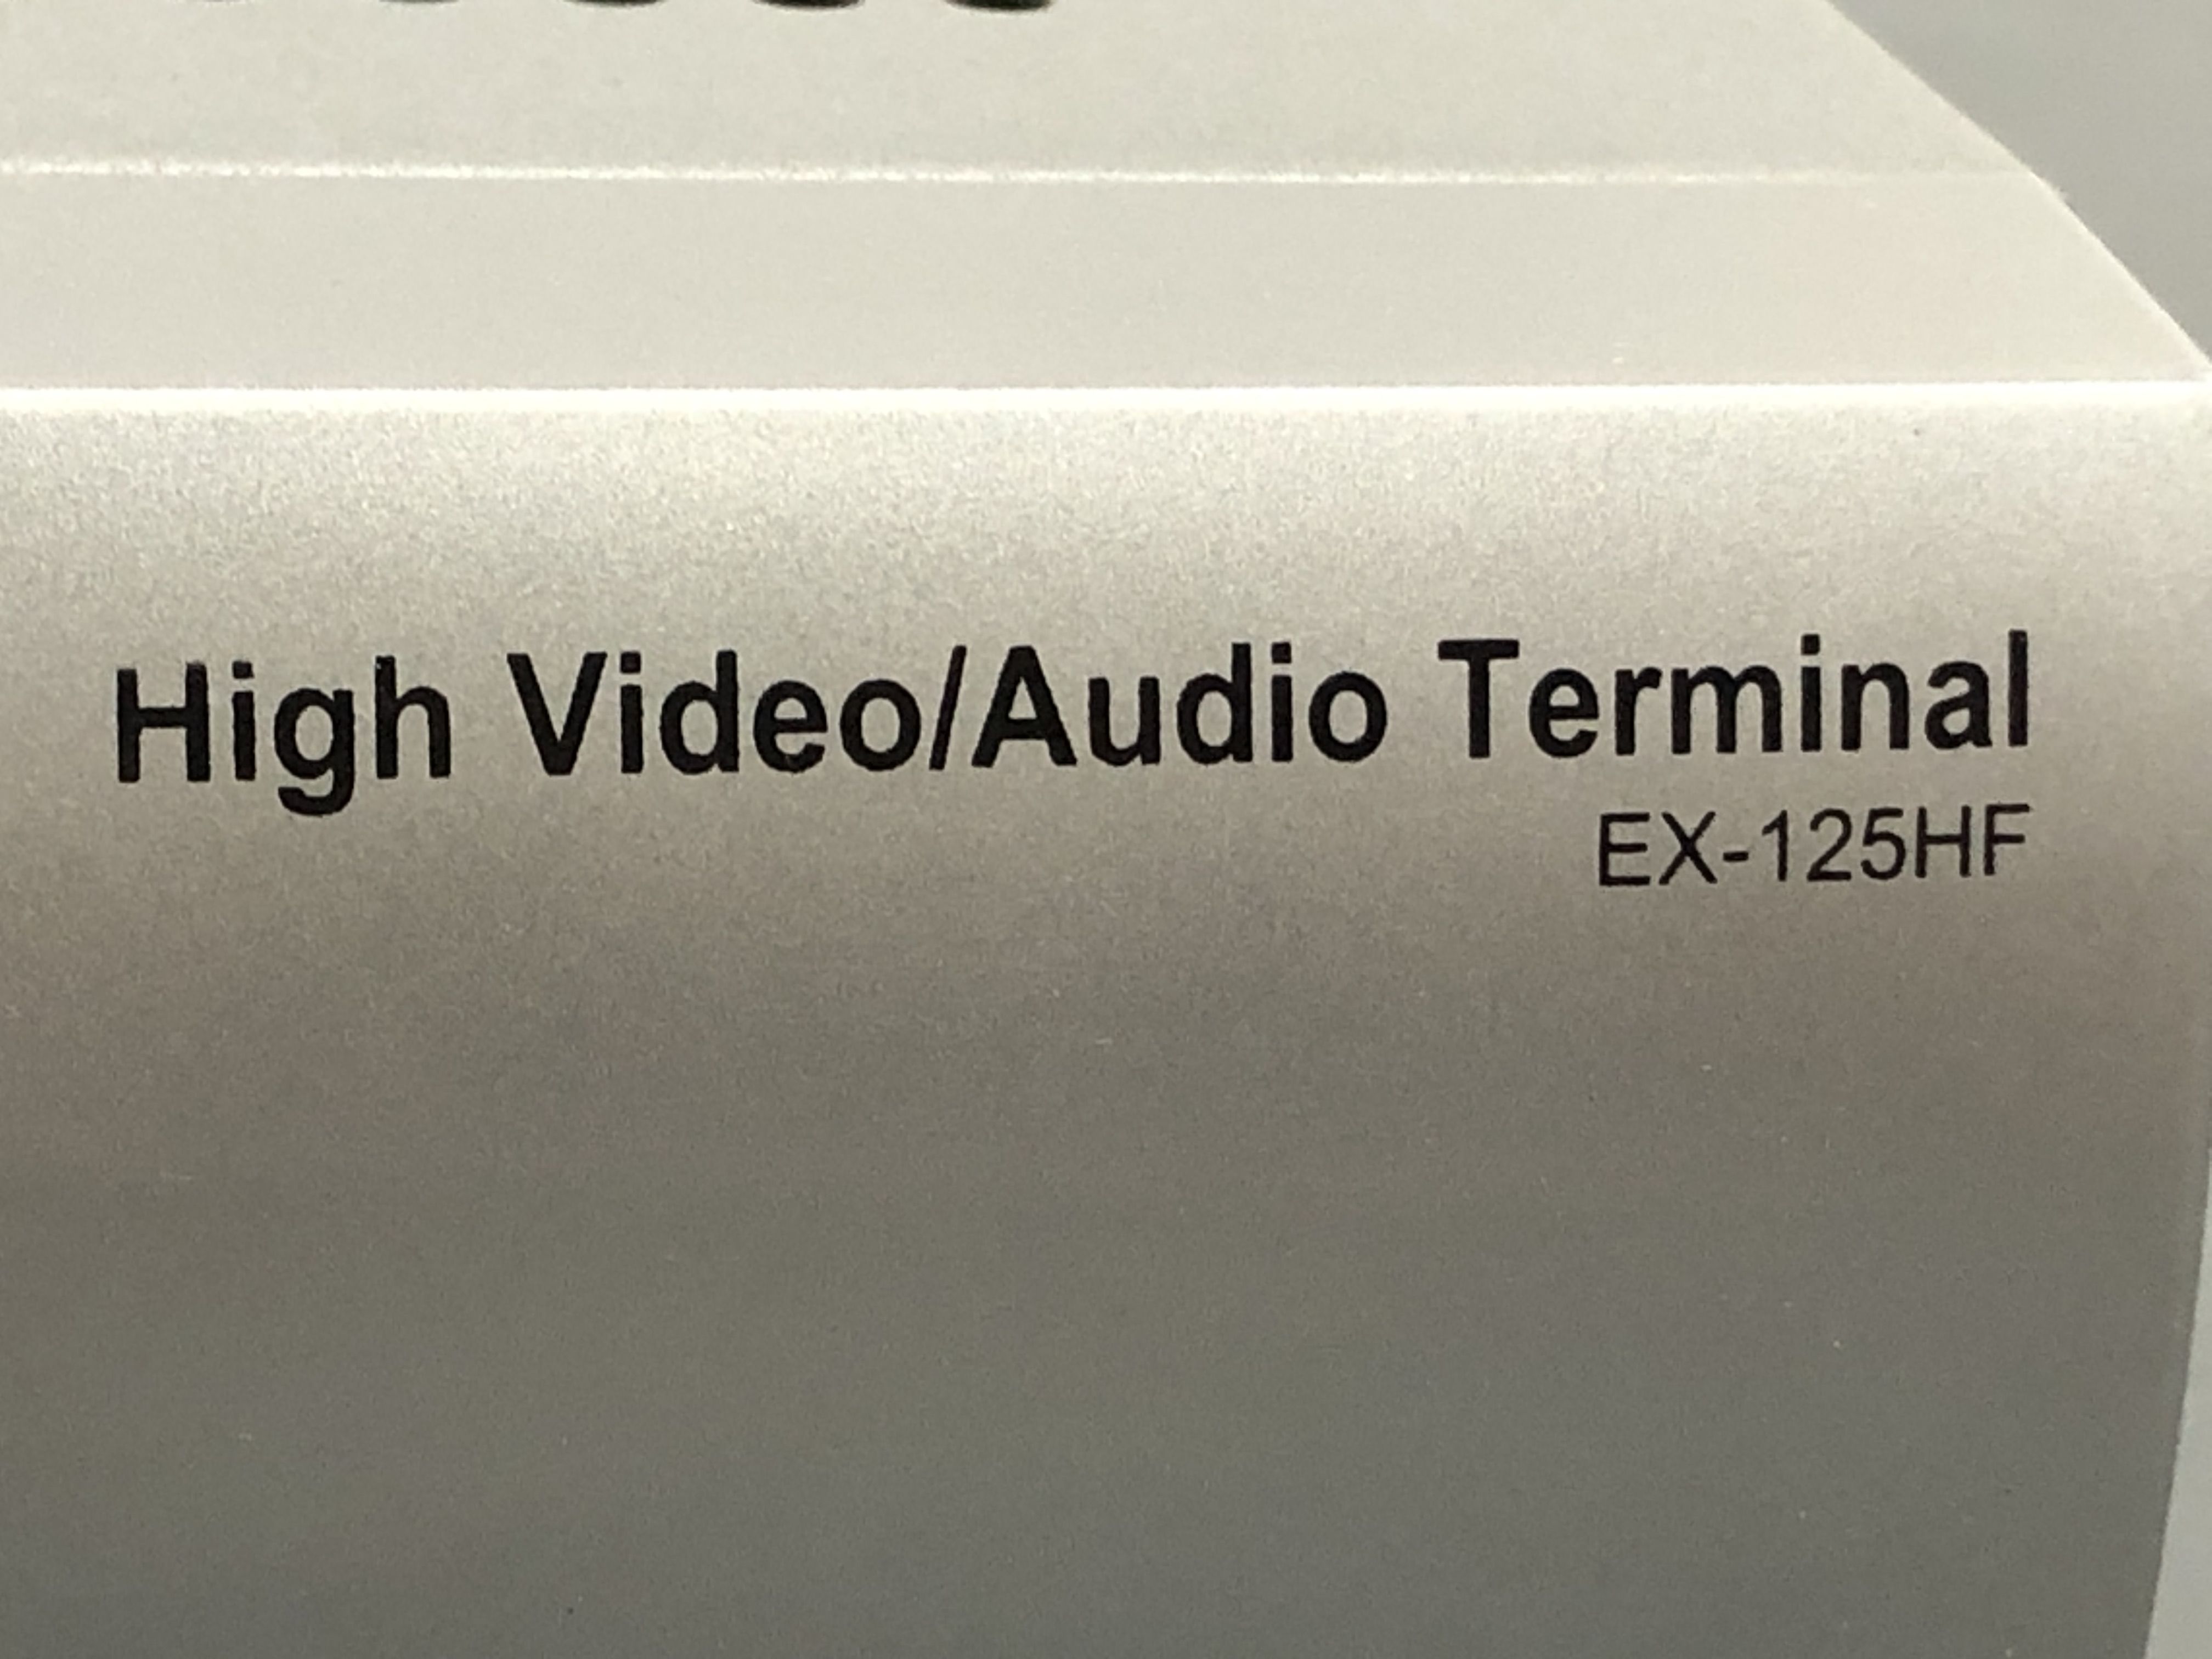 High Video/Audio Terminal
EX-125HF